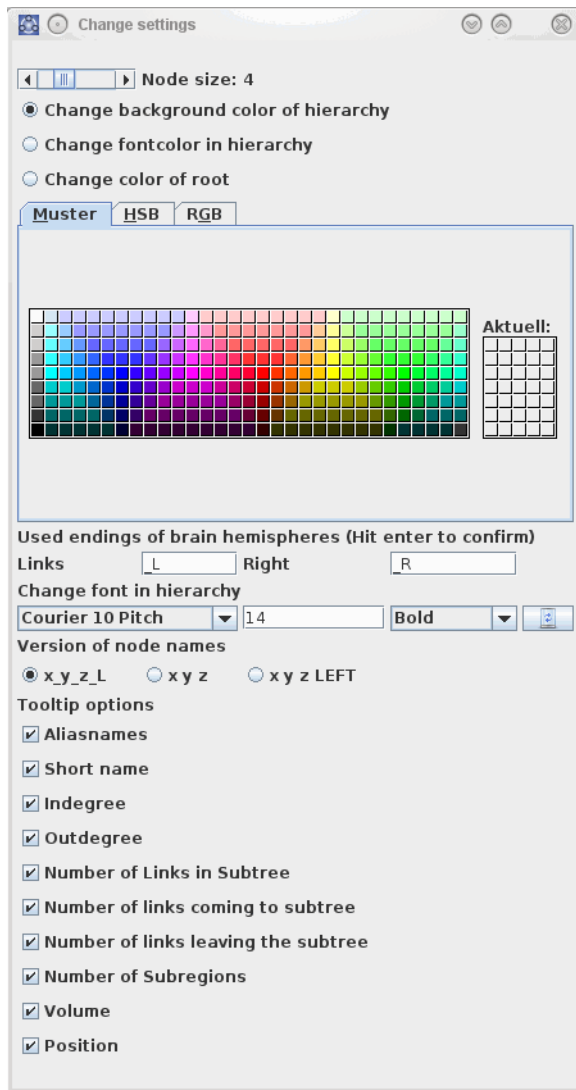 Change settings
Node size: 4
Change background color of hierarchy
Change fontcolor in hierarchy
Change color of root
Muster HSB RGB
Aktuell:
Used endings of brain hemispheres (Hit enter to confirm)
Links _L Right _R
Change font in hierarchy
Courier 10 Pitch 14 Bold
Version of node names
x_y_z_L x y z x y z LEFT
Tooltip options
Aliasnames
Short name
Indegree
Outdegree
Number of Links in Subtree
Number of links coming to subtree
Number of links leaving the subtree
Number of Subregions
Volume
Position